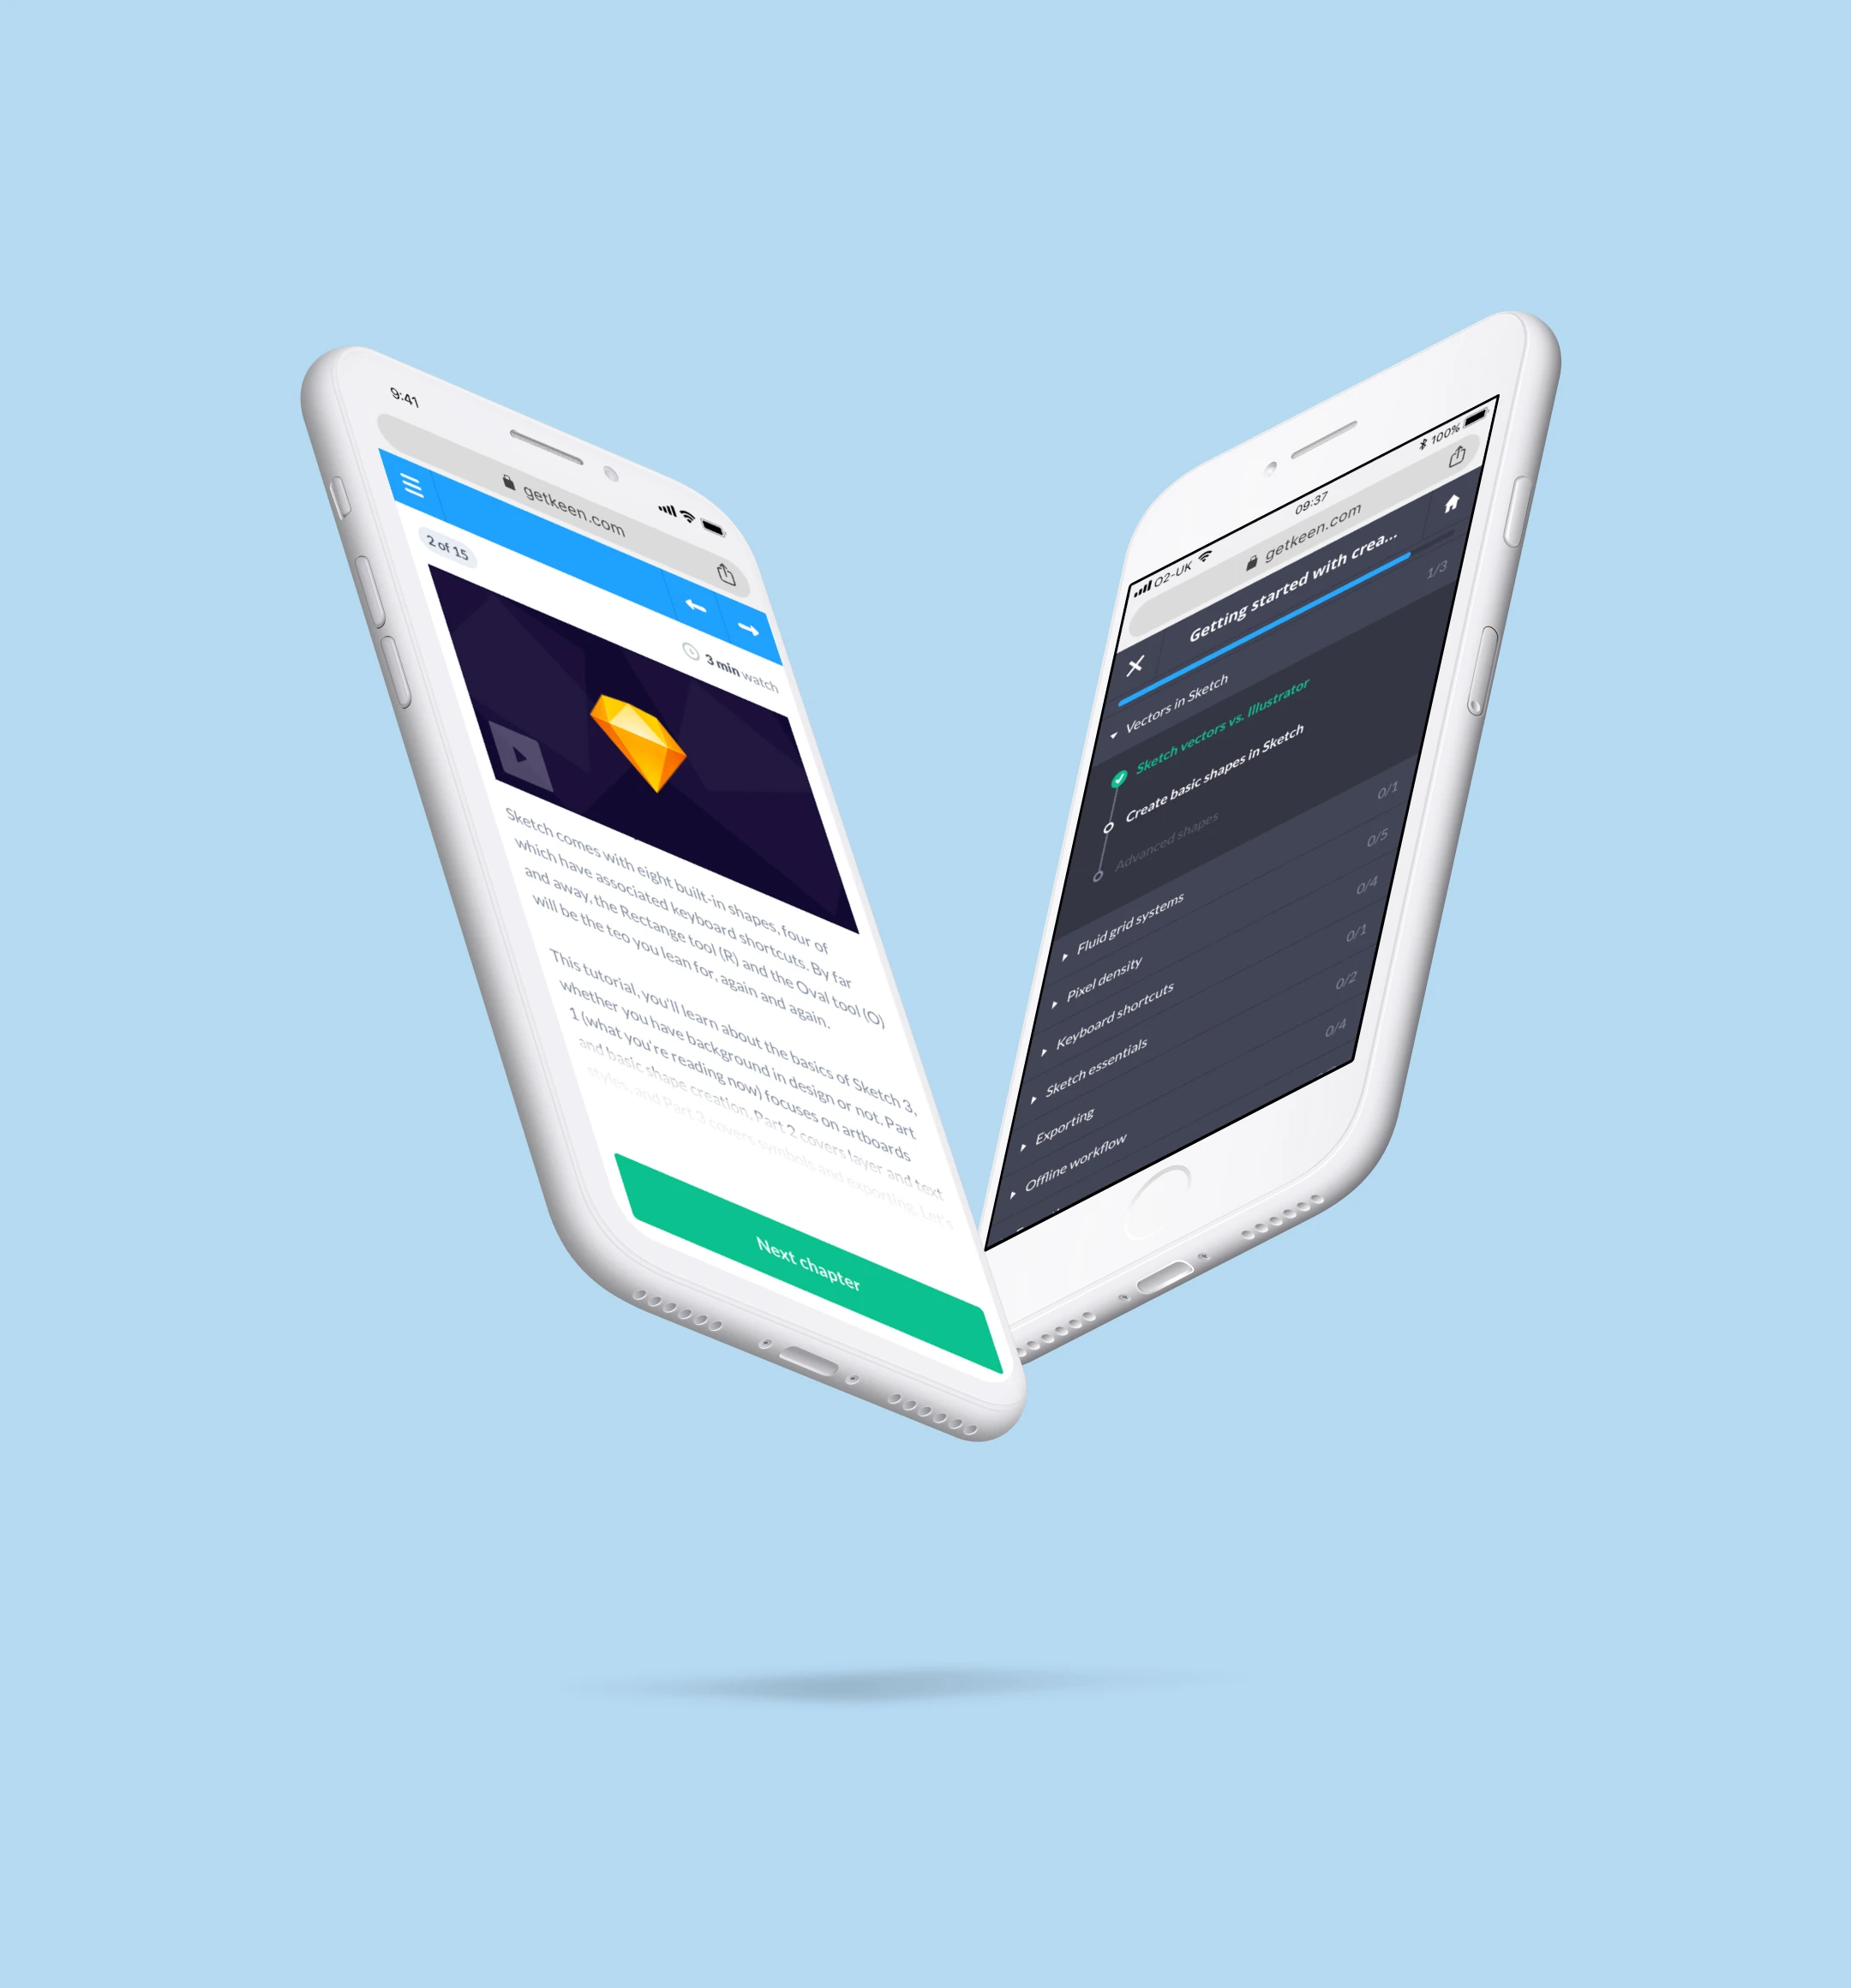 9:41
getkeen.com
2 of 15
3 min watch
Sketch comes with eight built-in shapes, four of
which have associated keyboard shortcuts. By far
and away, the Rectange tool (R) and the Oval tool (O)
will be the teo you lean for, again and again.
This tutorial, you'll learn about the basics of Sketch 3,
whether you have background in design or not. Part
1 (what you're reading now) focuses on artboards
and basic shape creation. Part 2 covers layer and text
styles, and Part 3 covers symbols and exporting. Let's
Next chapter
O2-UK 09:37 100%
getkeen.com
Getting started with crea...
Vectors in Sketch 1/3
Sketch vectors vs. Illustrator
Create basic shapes in Sketch
Advanced shapes
Fluid grid systems 0/1
Pixel density 0/5
Keyboard shortcuts 0/4
Sketch essentials 0/1
Exporting 0/2
Offline workflow 0/4